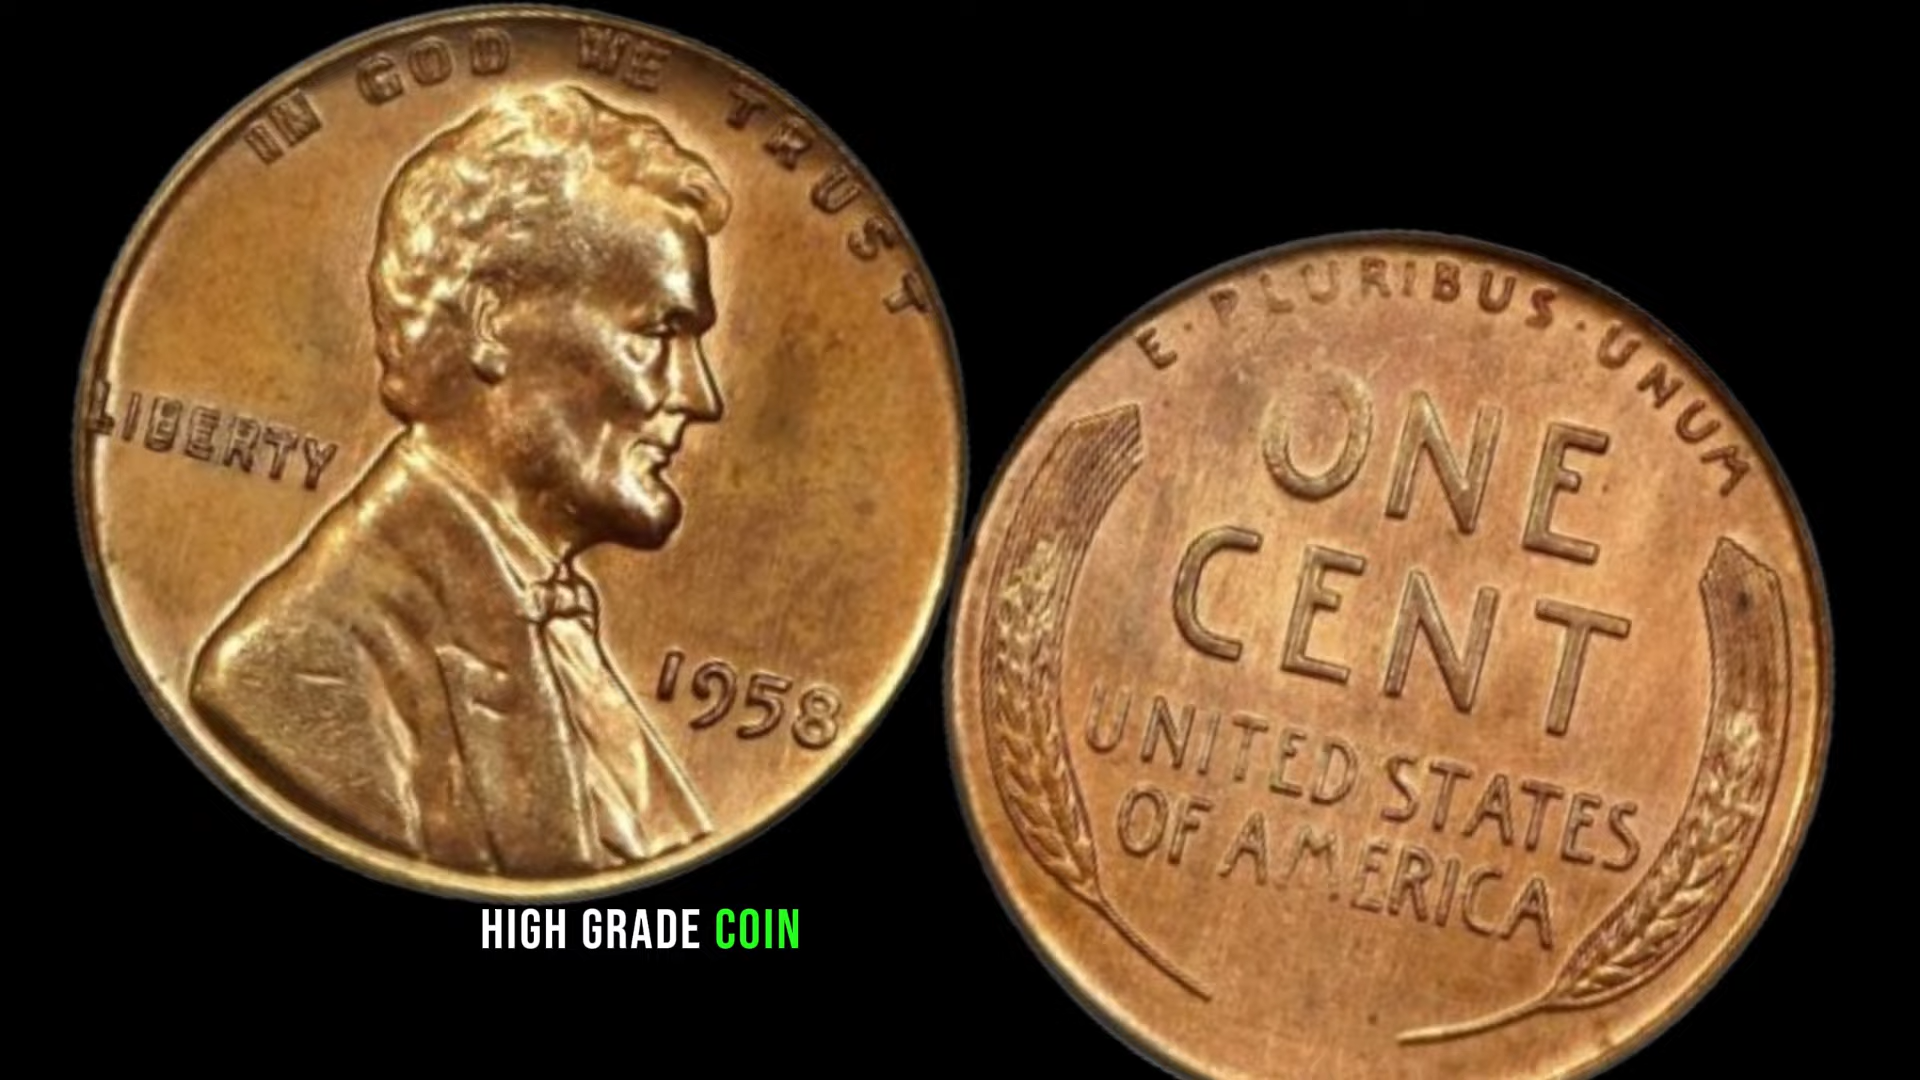 IN GOD WE TRUST
LIBERTY
1958
E·PLURIBUS·UNUM
ONE
CENT
UNITED STATES
OF AMERICA
HIGH GRADE COIN